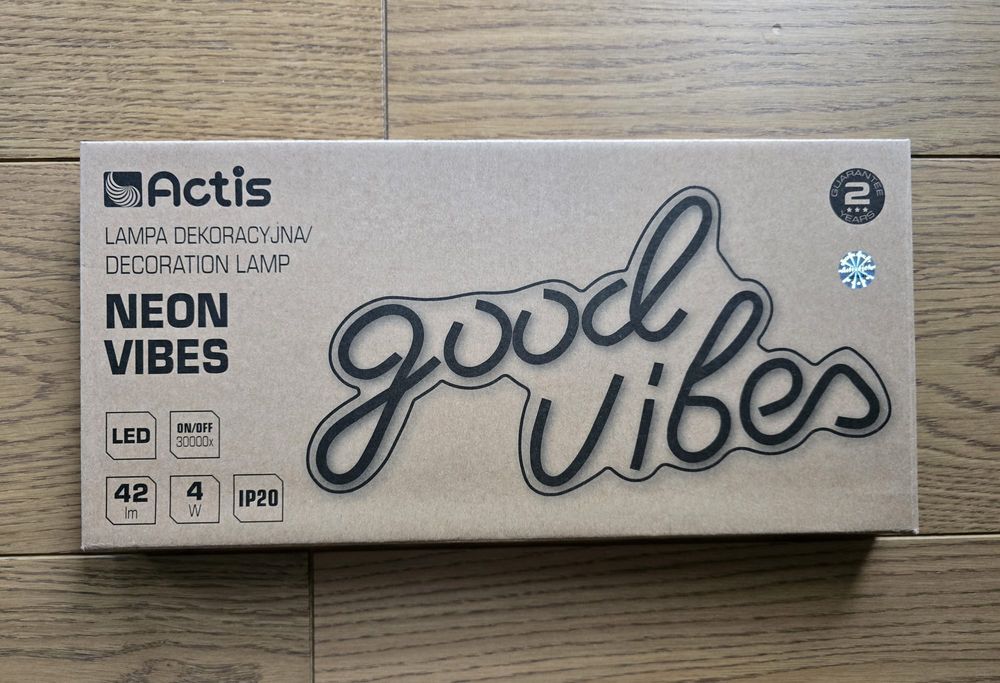 Actis
LAMPA DEKORACYJNA/
DECORATION LAMP
NEON
VIBES
LED
ON/OFF
30000x
42
lm
4
W
IP20
good
vibes
GUARANTEE
2
YEARS